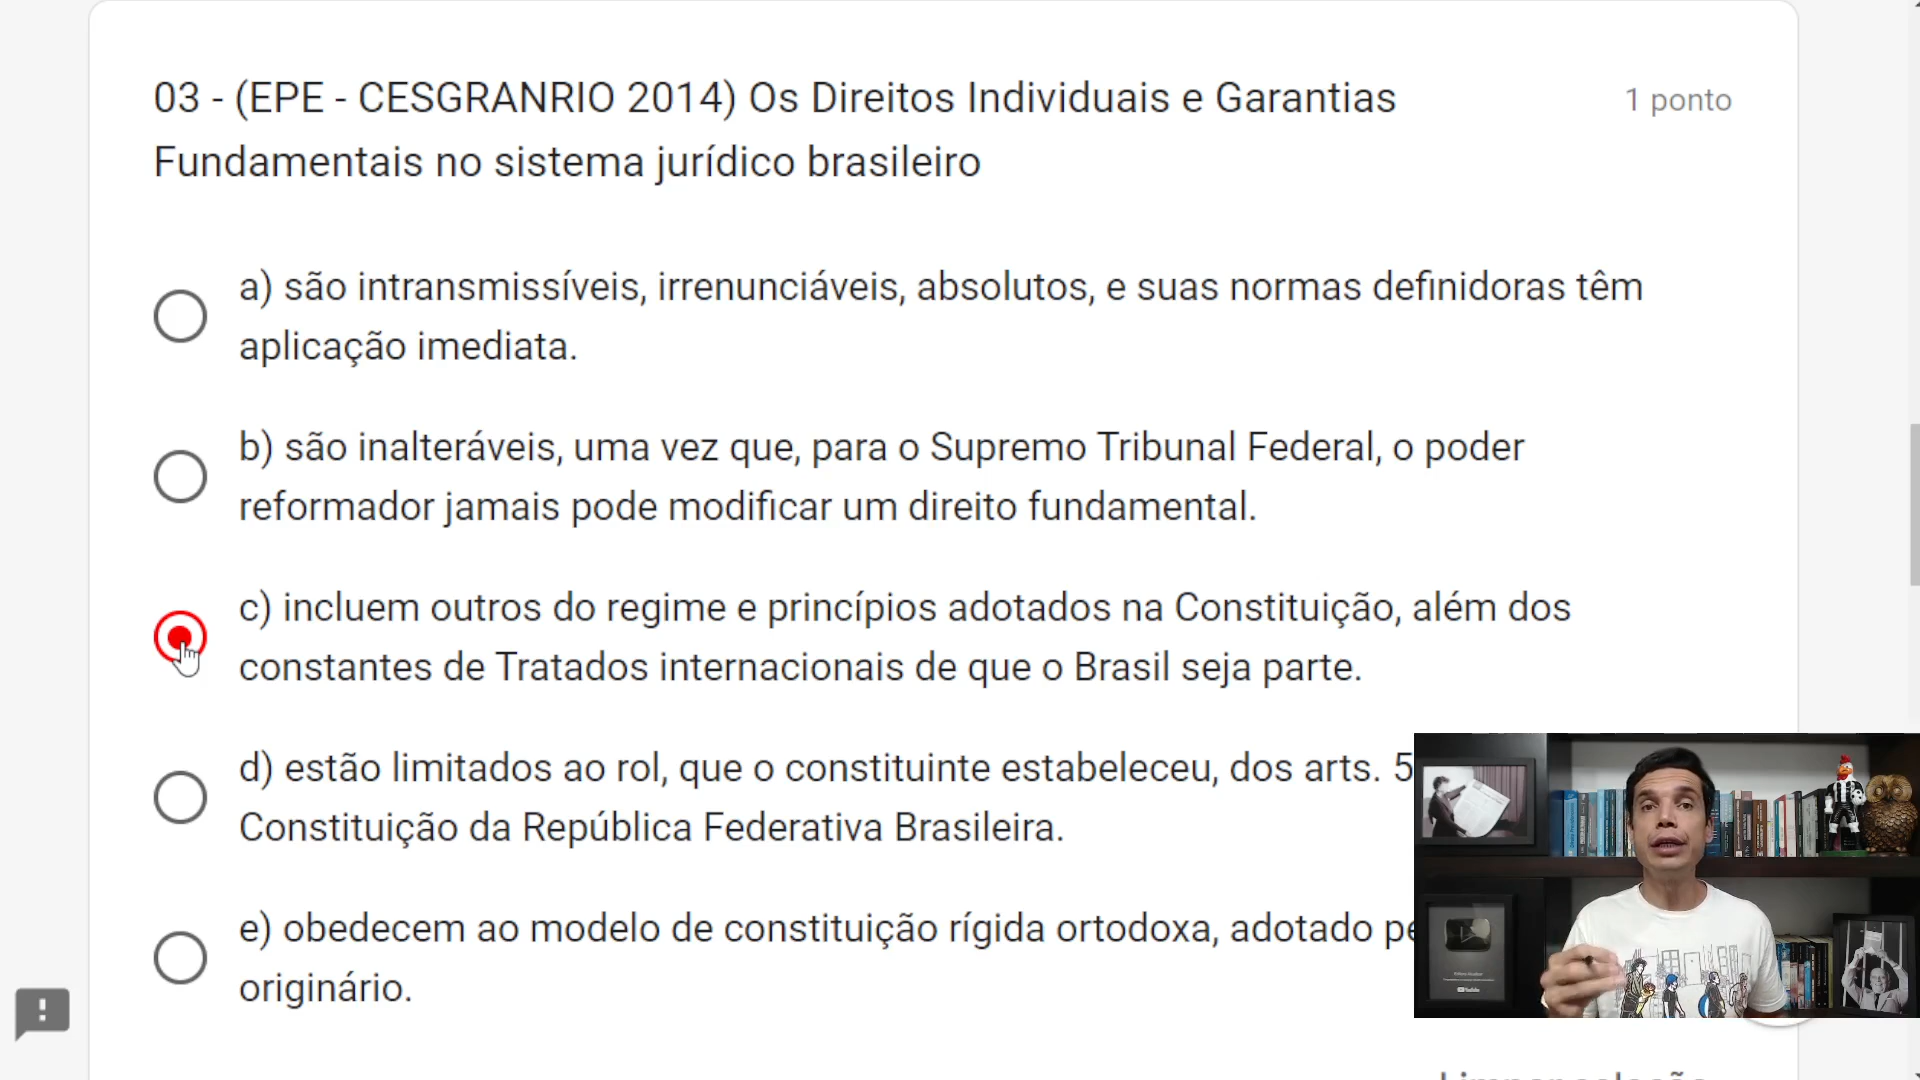 03 - (EPE - CESGRANRIO 2014) Os Direitos Individuais e Garantias
1 ponto
Fundamentais no sistema jurídico brasileiro
a) são intransmissíveis, irrenunciáveis, absolutos, e suas normas definidoras têm
aplicação imediata.
b) são inalteráveis, uma vez que, para o Supremo Tribunal Federal, o poder
reformador jamais pode modificar um direito fundamental.
c) incluem outros do regime e princípios adotados na Constituição, além dos
constantes de Tratados internacionais de que o Brasil seja parte.
d) estão limitados ao rol, que o constituinte estabeleceu, dos arts. 5
Constituição da República Federativa Brasileira.
e) obedecem ao modelo de constituição rígida ortodoxa, adotado
originário.